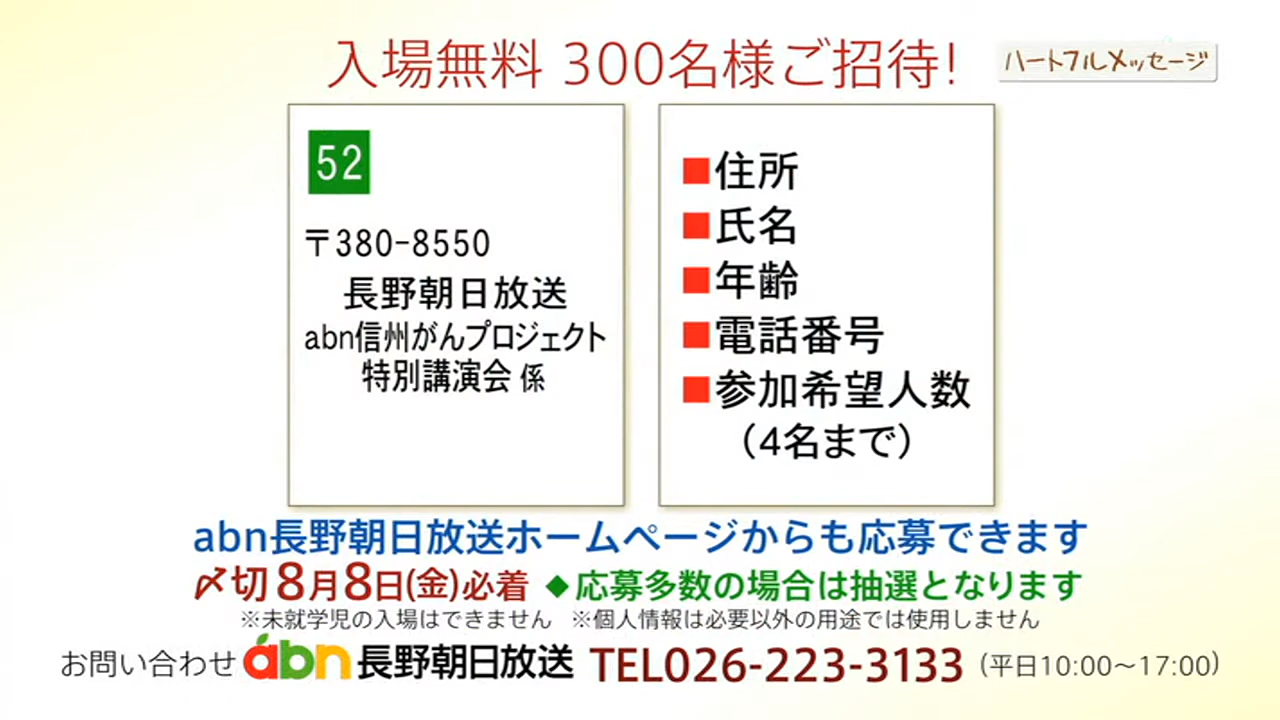 入場無料 300名様ご招待!
ハートフルメッセージ
52
〒380-8550
長野朝日放送
abn信州がんプロジェクト
特別講演会 係
■住所
■氏名
■年齢
■電話番号
■参加希望人数
(4名まで)
abn長野朝日放送ホームページからも応募できます
〆切 8月8日(金)必着 ◆応募多数の場合は抽選となります
※未就学児の入場はできません ※個人情報は必要以外の用途では使用しません
お問い合わせ abn 長野朝日放送 TEL026-223-3133 (平日10:00~17:00)